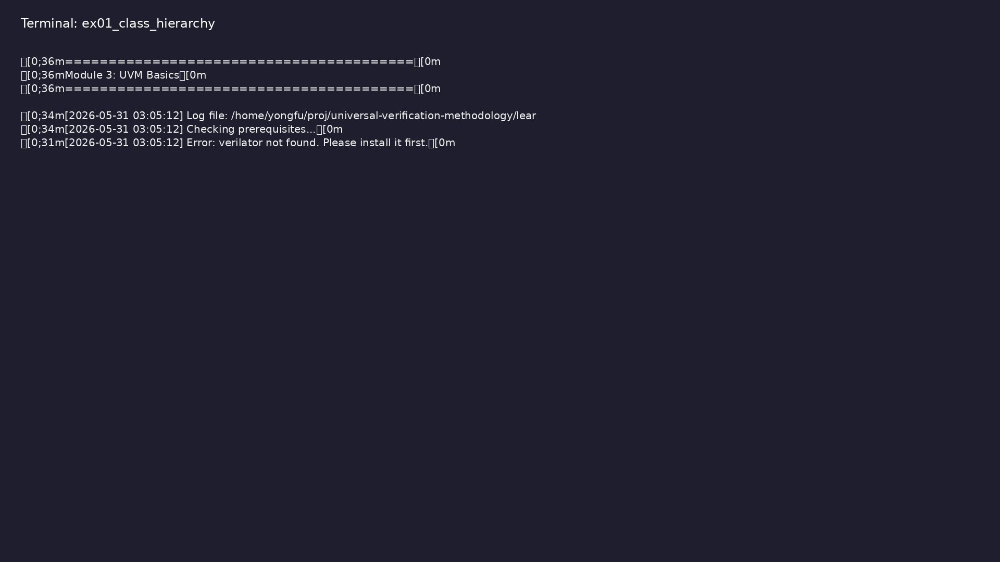 Terminal: ex01_class_hierarchy
▯[0;36m========================================▯[0m
▯[0;36mModule 3: UVM Basics▯[0m
▯[0;36m========================================▯[0m
▯[0;34m[2026-05-31 03:05:12] Log file: /home/yongfu/proj/universal-verification-methodology/lear
▯[0;34m[2026-05-31 03:05:12] Checking prerequisites...▯[0m
▯[0;31m[2026-05-31 03:05:12] Error: verilator not found. Please install it first.▯[0m